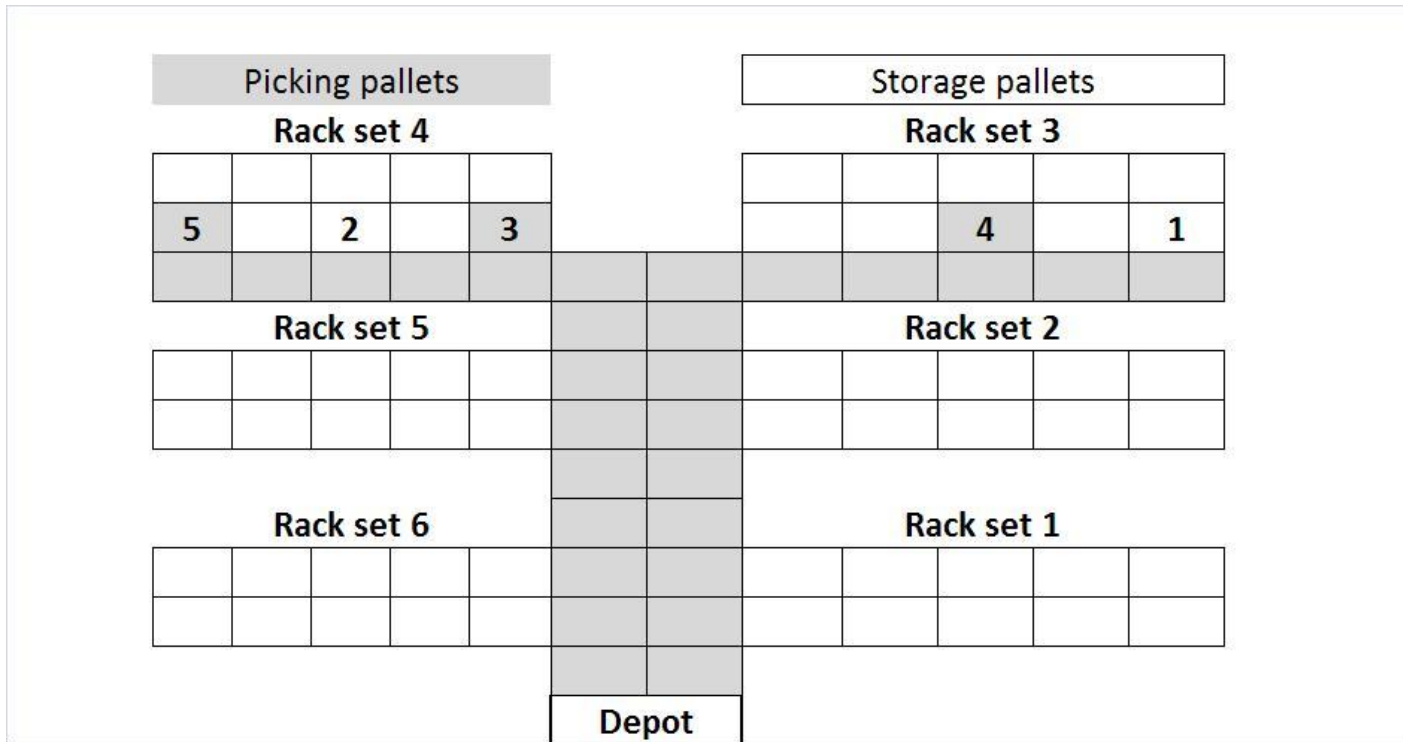 Picking pallets Storage pallets
Rack set 4 Rack set 3
5 2 3 4 1
Rack set 5 Rack set 2
Rack set 6 Rack set 1
Depot